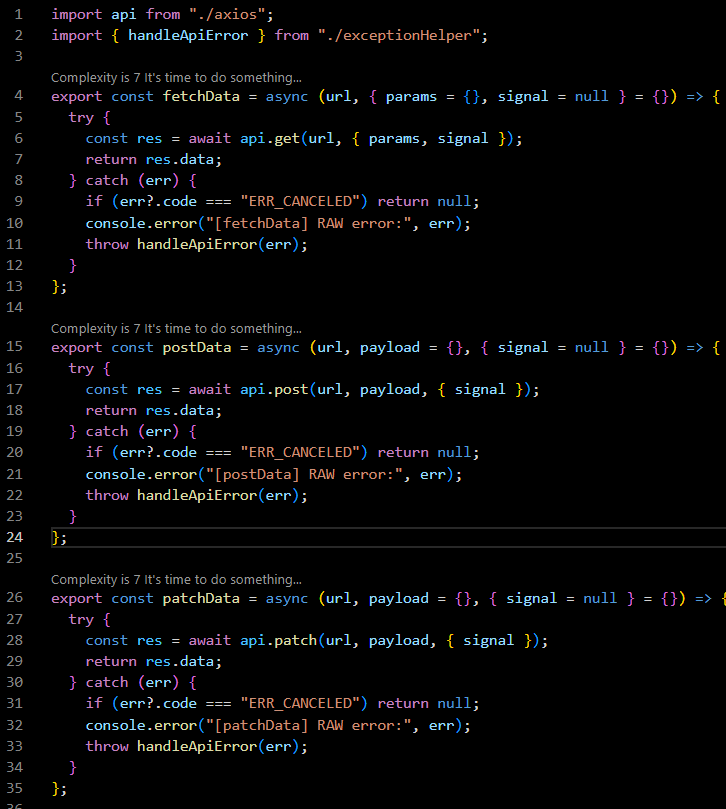 1 import api from "./axios";
2 import { handleApiError } from "./exceptionHelper";
3
Complexity is 7 It's time to do something...
4 export const fetchData = async (url, { params = {}, signal = null } = {}) => {
5   try {
6     const res = await api.get(url, { params, signal });
7     return res.data;
8   } catch (err) {
9     if (err?.code === "ERR_CANCELED") return null;
10     console.error("[fetchData] RAW error:", err);
11     throw handleApiError(err);
12   }
13 };
14
Complexity is 7 It's time to do something...
15 export const postData = async (url, payload = {}, { signal = null } = {}) => {
16   try {
17     const res = await api.post(url, payload, { signal });
18     return res.data;
19   } catch (err) {
20     if (err?.code === "ERR_CANCELED") return null;
21     console.error("[postData] RAW error:", err);
22     throw handleApiError(err);
23   }
24 };
25
Complexity is 7 It's time to do something...
26 export const patchData = async (url, payload = {}, { signal = null } = {}) => {
27   try {
28     const res = await api.patch(url, payload, { signal });
29     return res.data;
30   } catch (err) {
31     if (err?.code === "ERR_CANCELED") return null;
32     console.error("[patchData] RAW error:", err);
33     throw handleApiError(err);
34   }
35 };